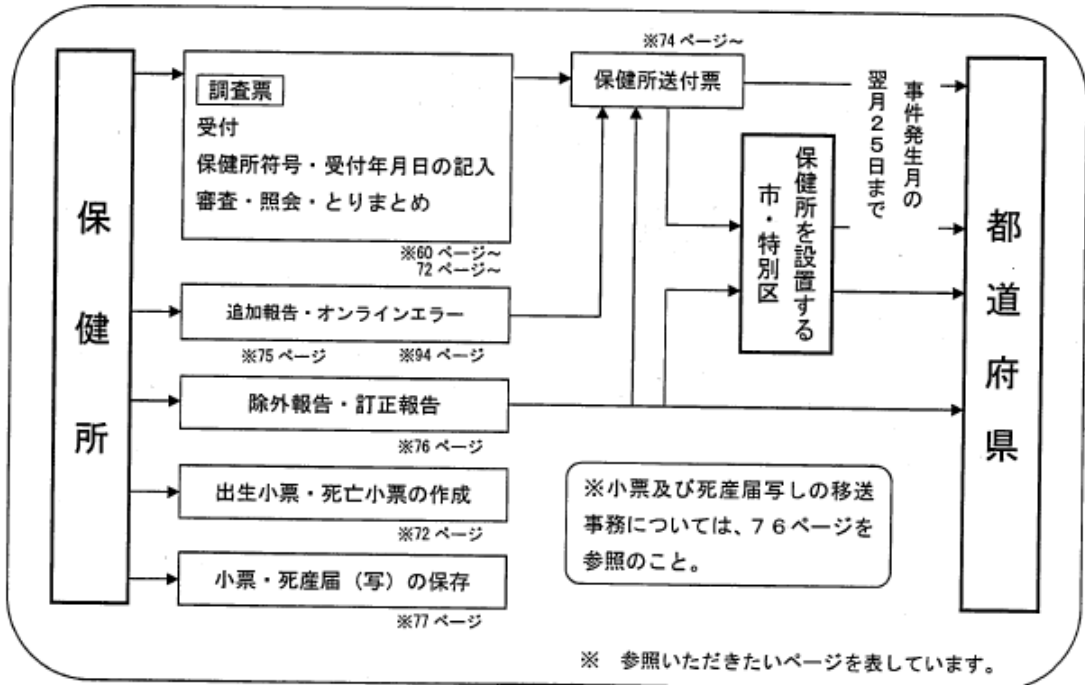 保健所
調査票
受付
保健所符号・受付年月日の記入
審査・照会・とりまとめ
※60ページ～
72ページ～
追加報告・オンラインエラー
※75ページ ※94ページ
除外報告・訂正報告
※76ページ
出生小票・死亡小票の作成
※72ページ
小票・死産届（写）の保存
※77ページ
※74ページ～
保健所送付票
保健所を設置する
市・特別区
事件発生月の
翌月２５日まで
都道府県
※小票及び死産届写しの移送
事務については、７６ページを
参照のこと。
※　参照いただきたいページを表しています。